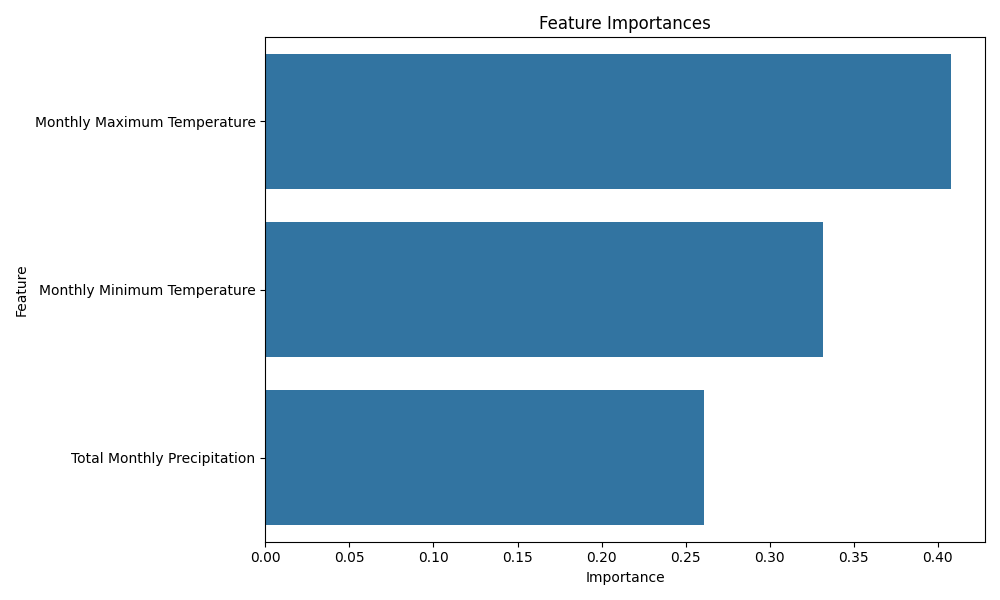 Feature Importances
Feature
Monthly Maximum Temperature
Monthly Minimum Temperature
Total Monthly Precipitation
0.00 0.05 0.10 0.15 0.20 0.25 0.30 0.35 0.40
Importance